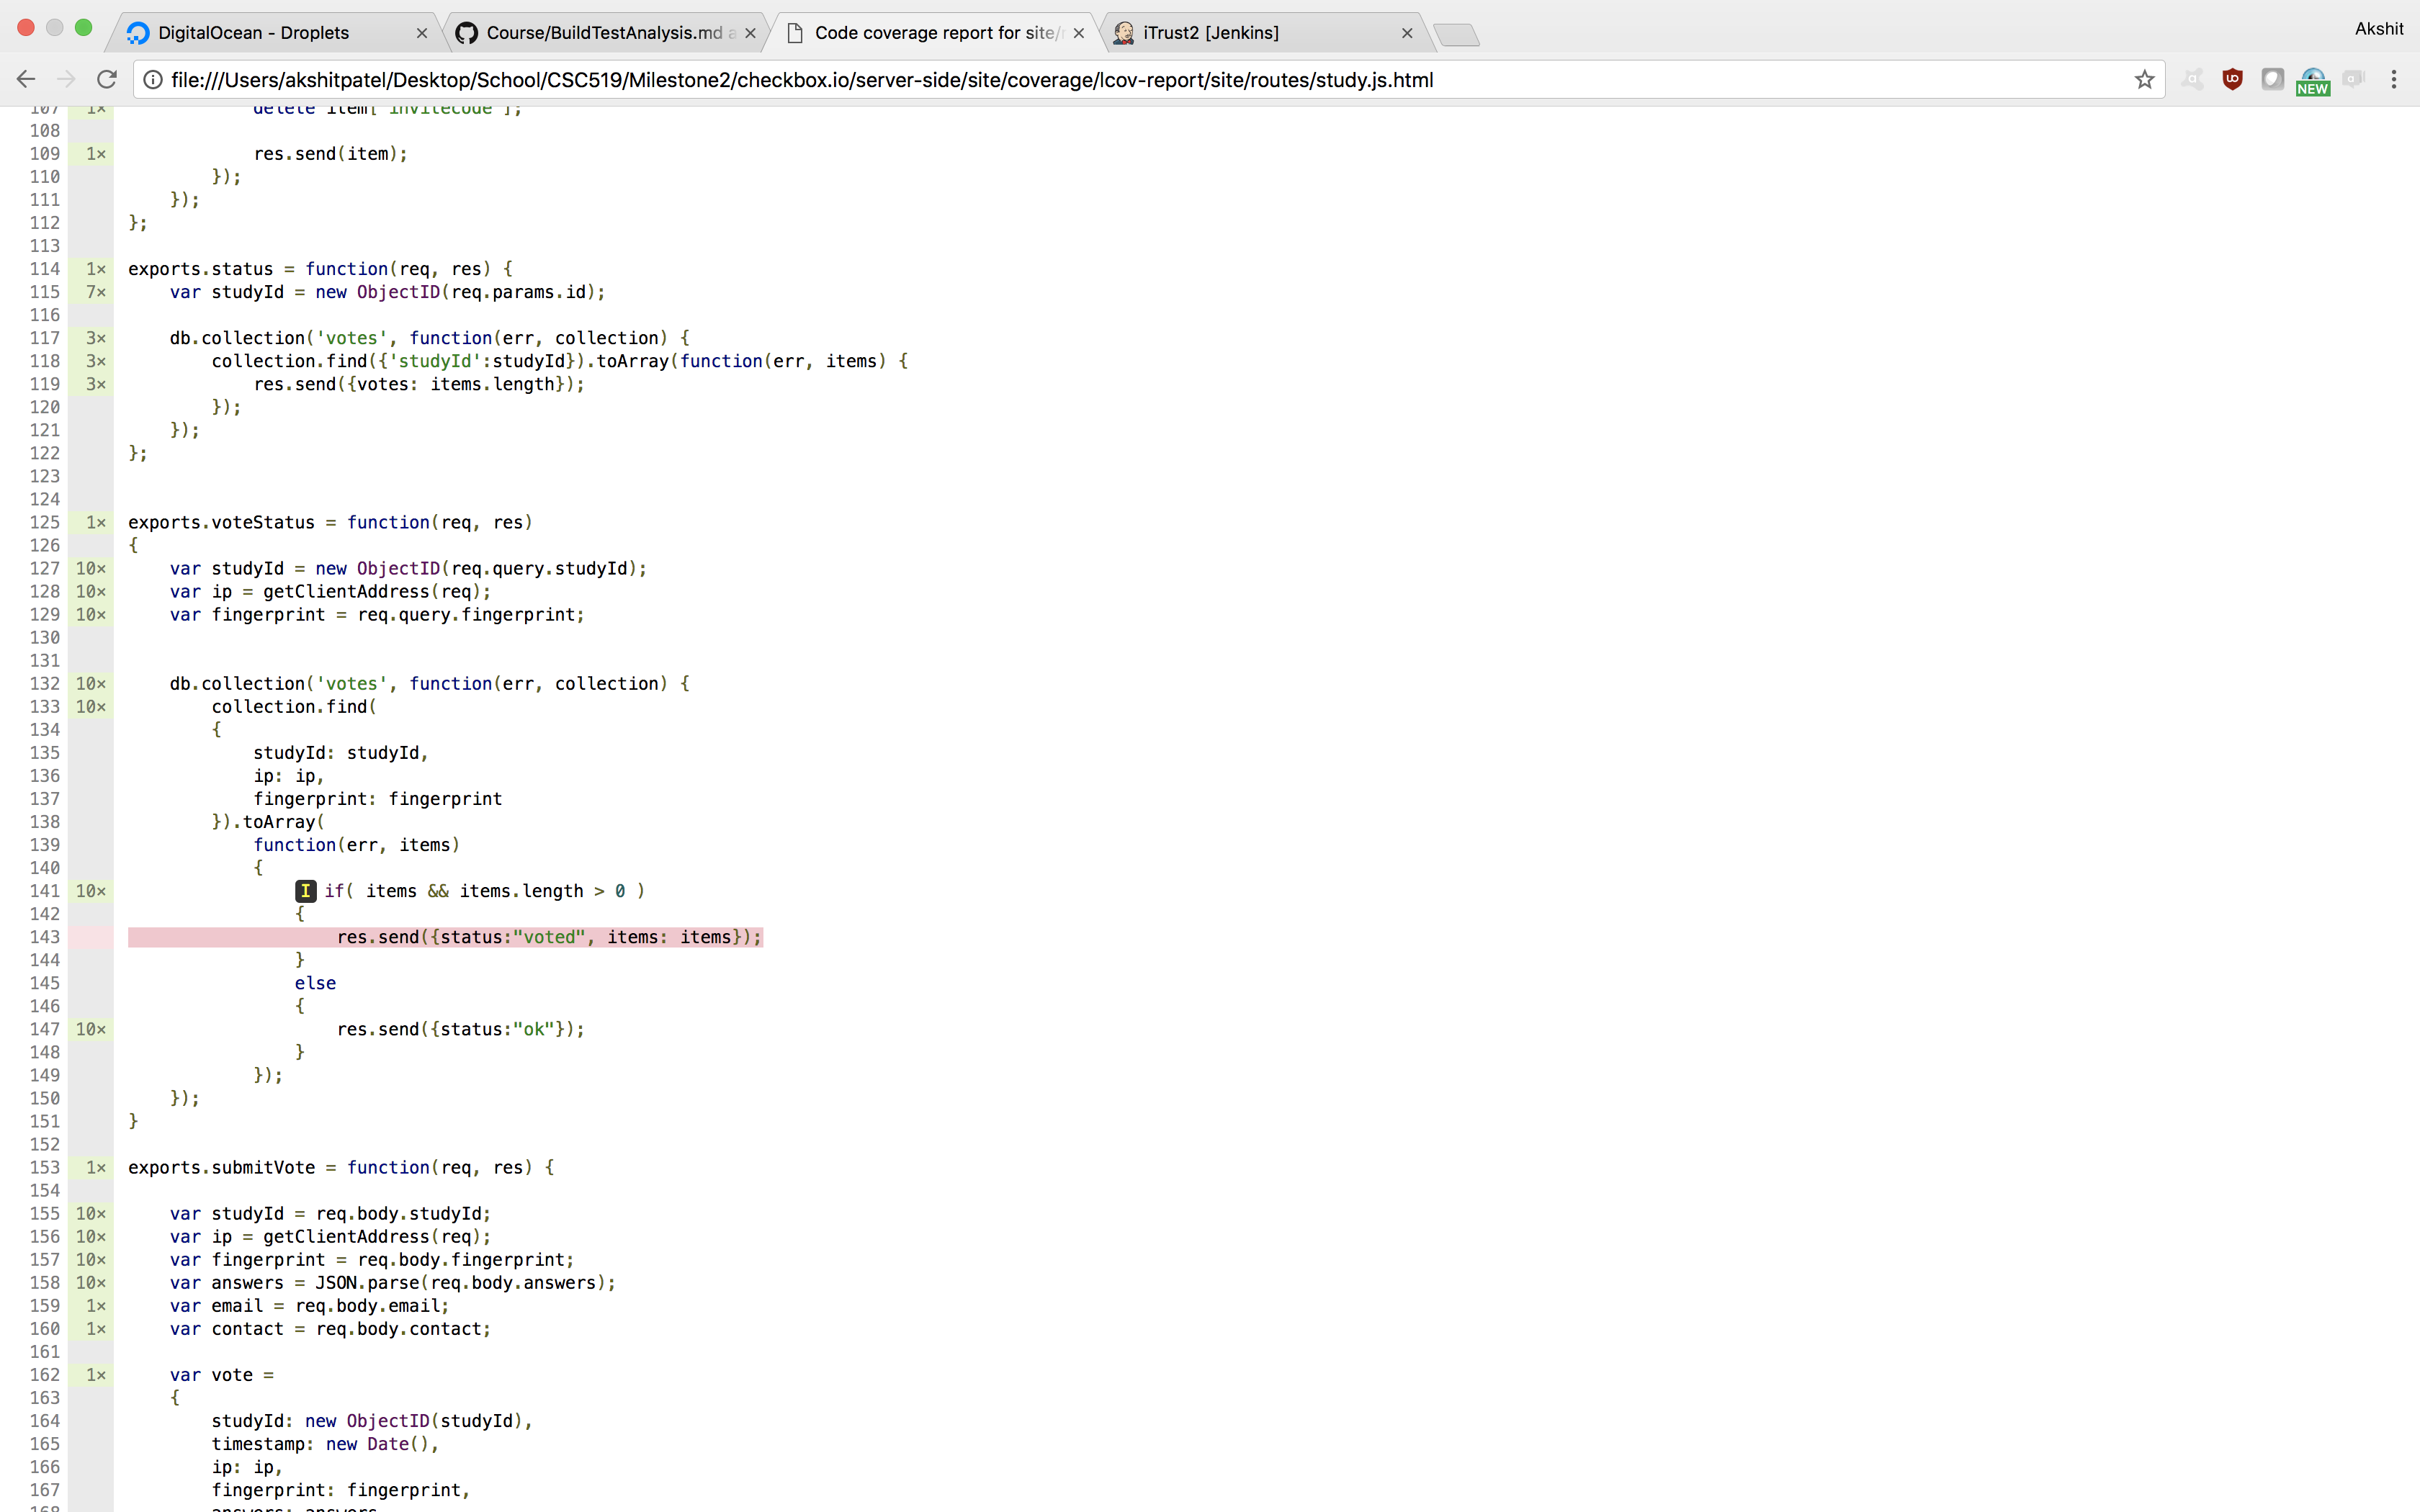 DigitalOcean - Droplets
Course/BuildTestAnalysis.md a
Code coverage report for site/
iTrust2 [Jenkins]
Akshit
file:///Users/akshitpatel/Desktop/School/CSC519/Milestone2/checkbox.io/server-side/site/coverage/lcov-report/site/routes/study.js.html
NEW
107 1× delete item['invitecode'];
108
109 1× res.send(item);
110 });
111 });
112 };
113
114 1× exports.status = function(req, res) {
115 7× var studyId = new ObjectID(req.params.id);
116
117 3× db.collection('votes', function(err, collection) {
118 3× collection.find({'studyId':studyId}).toArray(function(err, items) {
119 3× res.send({votes: items.length});
120 });
121 });
122 };
123
124
125 1× exports.voteStatus = function(req, res)
126 {
127 10× var studyId = new ObjectID(req.query.studyId);
128 10× var ip = getClientAddress(req);
129 10× var fingerprint = req.query.fingerprint;
130
131
132 10× db.collection('votes', function(err, collection) {
133 10× collection.find(
134 {
135 studyId: studyId,
136 ip: ip,
137 fingerprint: fingerprint
138 }).toArray(
139 function(err, items)
140 {
141 10× I if( items && items.length > 0 )
142 {
143 res.send({status:"voted", items: items});
144 }
145 else
146 {
147 10× res.send({status:"ok"});
148 }
149 });
150 });
151 }
152
153 1× exports.submitVote = function(req, res) {
154
155 10× var studyId = req.body.studyId;
156 10× var ip = getClientAddress(req);
157 10× var fingerprint = req.body.fingerprint;
158 10× var answers = JSON.parse(req.body.answers);
159 1× var email = req.body.email;
160 1× var contact = req.body.contact;
161
162 1× var vote =
163 {
164 studyId: new ObjectID(studyId),
165 timestamp: new Date(),
166 ip: ip,
167 fingerprint: fingerprint,
168 answers: answers